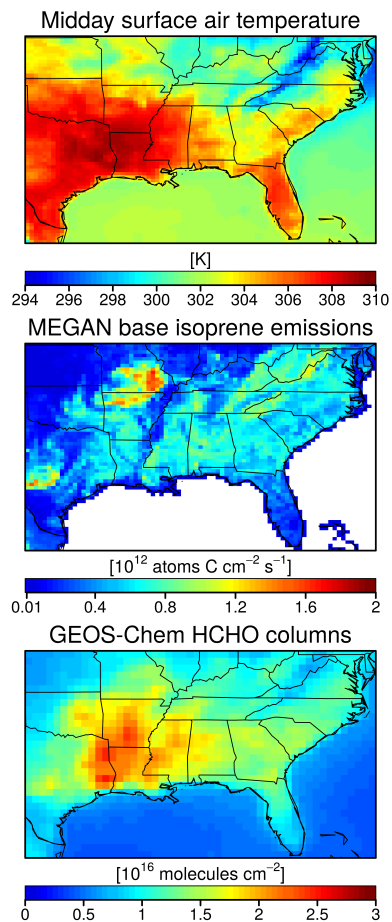 Midday surface air temperature
[K]
294 296 298 300 302 304 306 308 310
MEGAN base isoprene emissions
[10¹² atoms C cm⁻² s⁻¹]
0.01 0.4 0.8 1.2 1.6 2
GEOS-Chem HCHO columns
[10¹⁶ molecules cm⁻²]
0 0.5 1 1.5 2 2.5 3